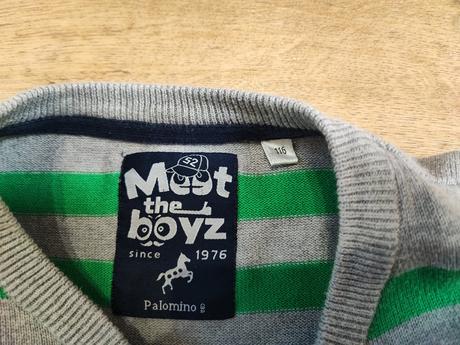 52
Meet
the
boyz
since 1976
Palomino
116